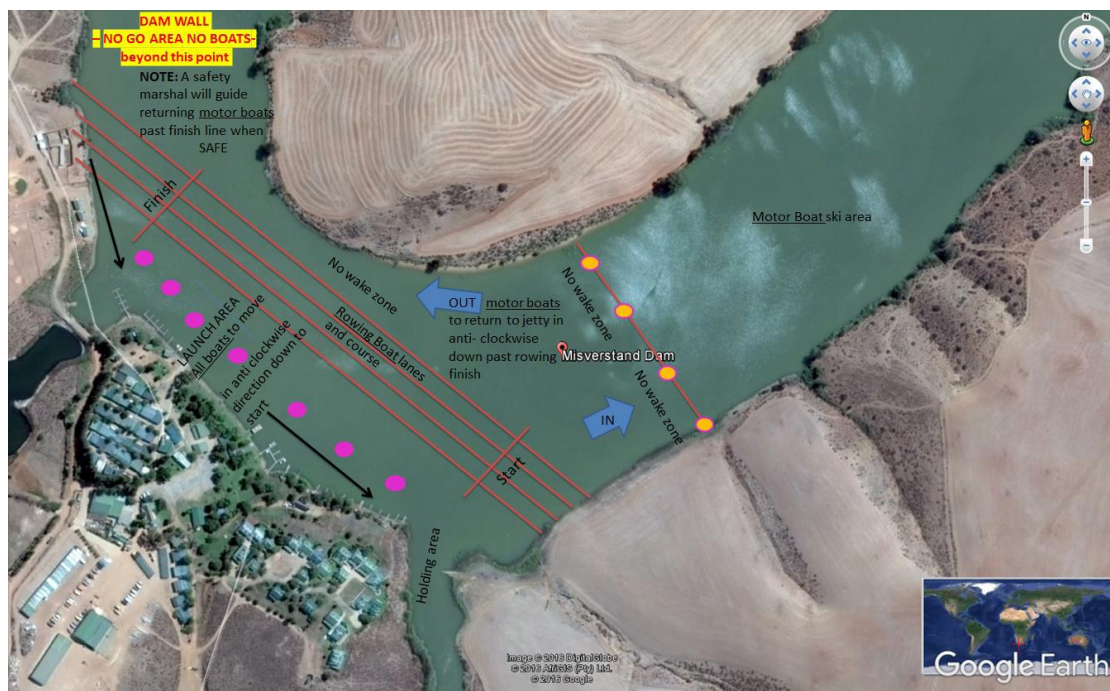 DAM WALL
– NO GO AREA NO BOATS-
beyond this point
NOTE: A safety
marshal will guide
returning motor boats
past finish line when
SAFE
N
Finish
Motor Boat ski area
No wake zone
No wake zone
OUT motor boats
to return to jetty in
anti- clockwise
down past rowing
finish
Rowing Boat lanes
and course
LAUNCH AREA
All boats to move
In anti clockwise
direction down to
start
Misverstand Dam
No wake zone
IN
Start
Holding area
Image © 2016 DigitalGlobe
© 2016 AfriGIS (Pty) Ltd.
© 2016 Google
Google Earth